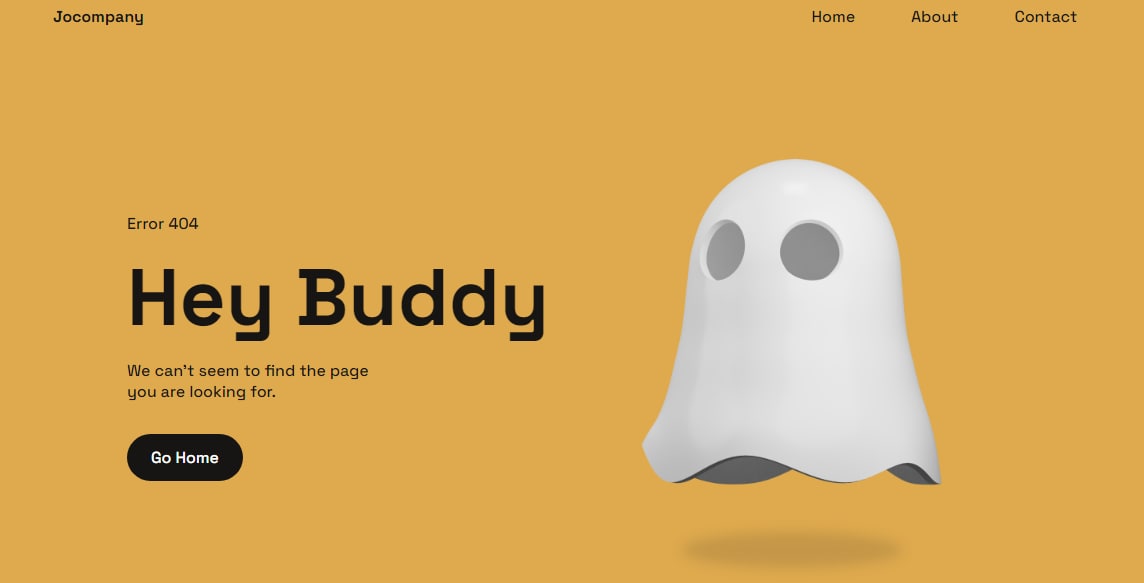 Jocompany
Home
About
Contact
Error 404
Hey Buddy
We can't seem to find the page
you are looking for.
Go Home